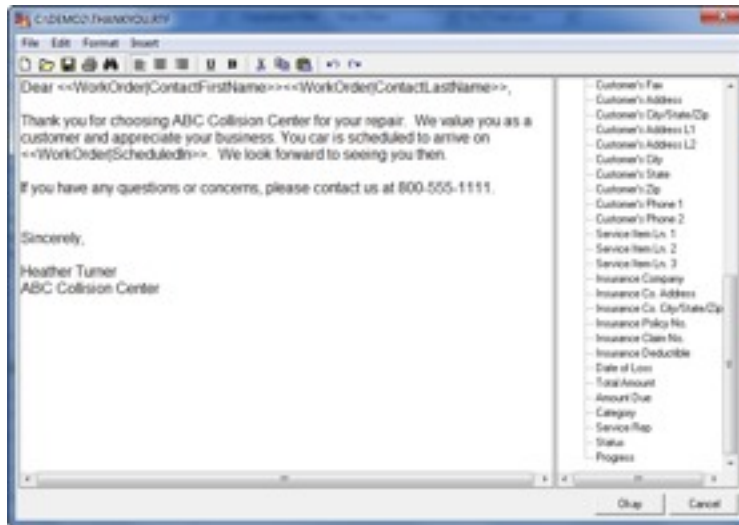 C:\DEMO2\THANKYOU.RTF
File Edit Format Insert
Dear <<WorkOrder|ContactFirstName>><<WorkOrder|ContactLastName>>,
Thank you for choosing ABC Collision Center for your repair. We value you as a
customer and appreciate your business. You car is scheduled to arrive on
<<WorkOrder|ScheduledIn>>. We look forward to seeing you then.
If you have any questions or concerns, please contact us at 800-555-1111.
Sincerely,
Heather Turner
ABC Collision Center
Customer's Fax
Customer's Address
Customer's City/State/Zip
Customer's Address L1
Customer's Address L2
Customer's City
Customer's State
Customer's Zip
Customer's Phone 1
Customer's Phone 2
Service Item Ln. 1
Service Item Ln. 2
Service Item Ln. 3
Insurance Company
Insurance Co. Address
Insurance Co. City/State/Zip
Insurance Policy No.
Insurance Claim No.
Insurance Deductible
Date of Loss
Total Amount
Amount Due
Category
Service Rep
Status
Progress
Okay Cancel